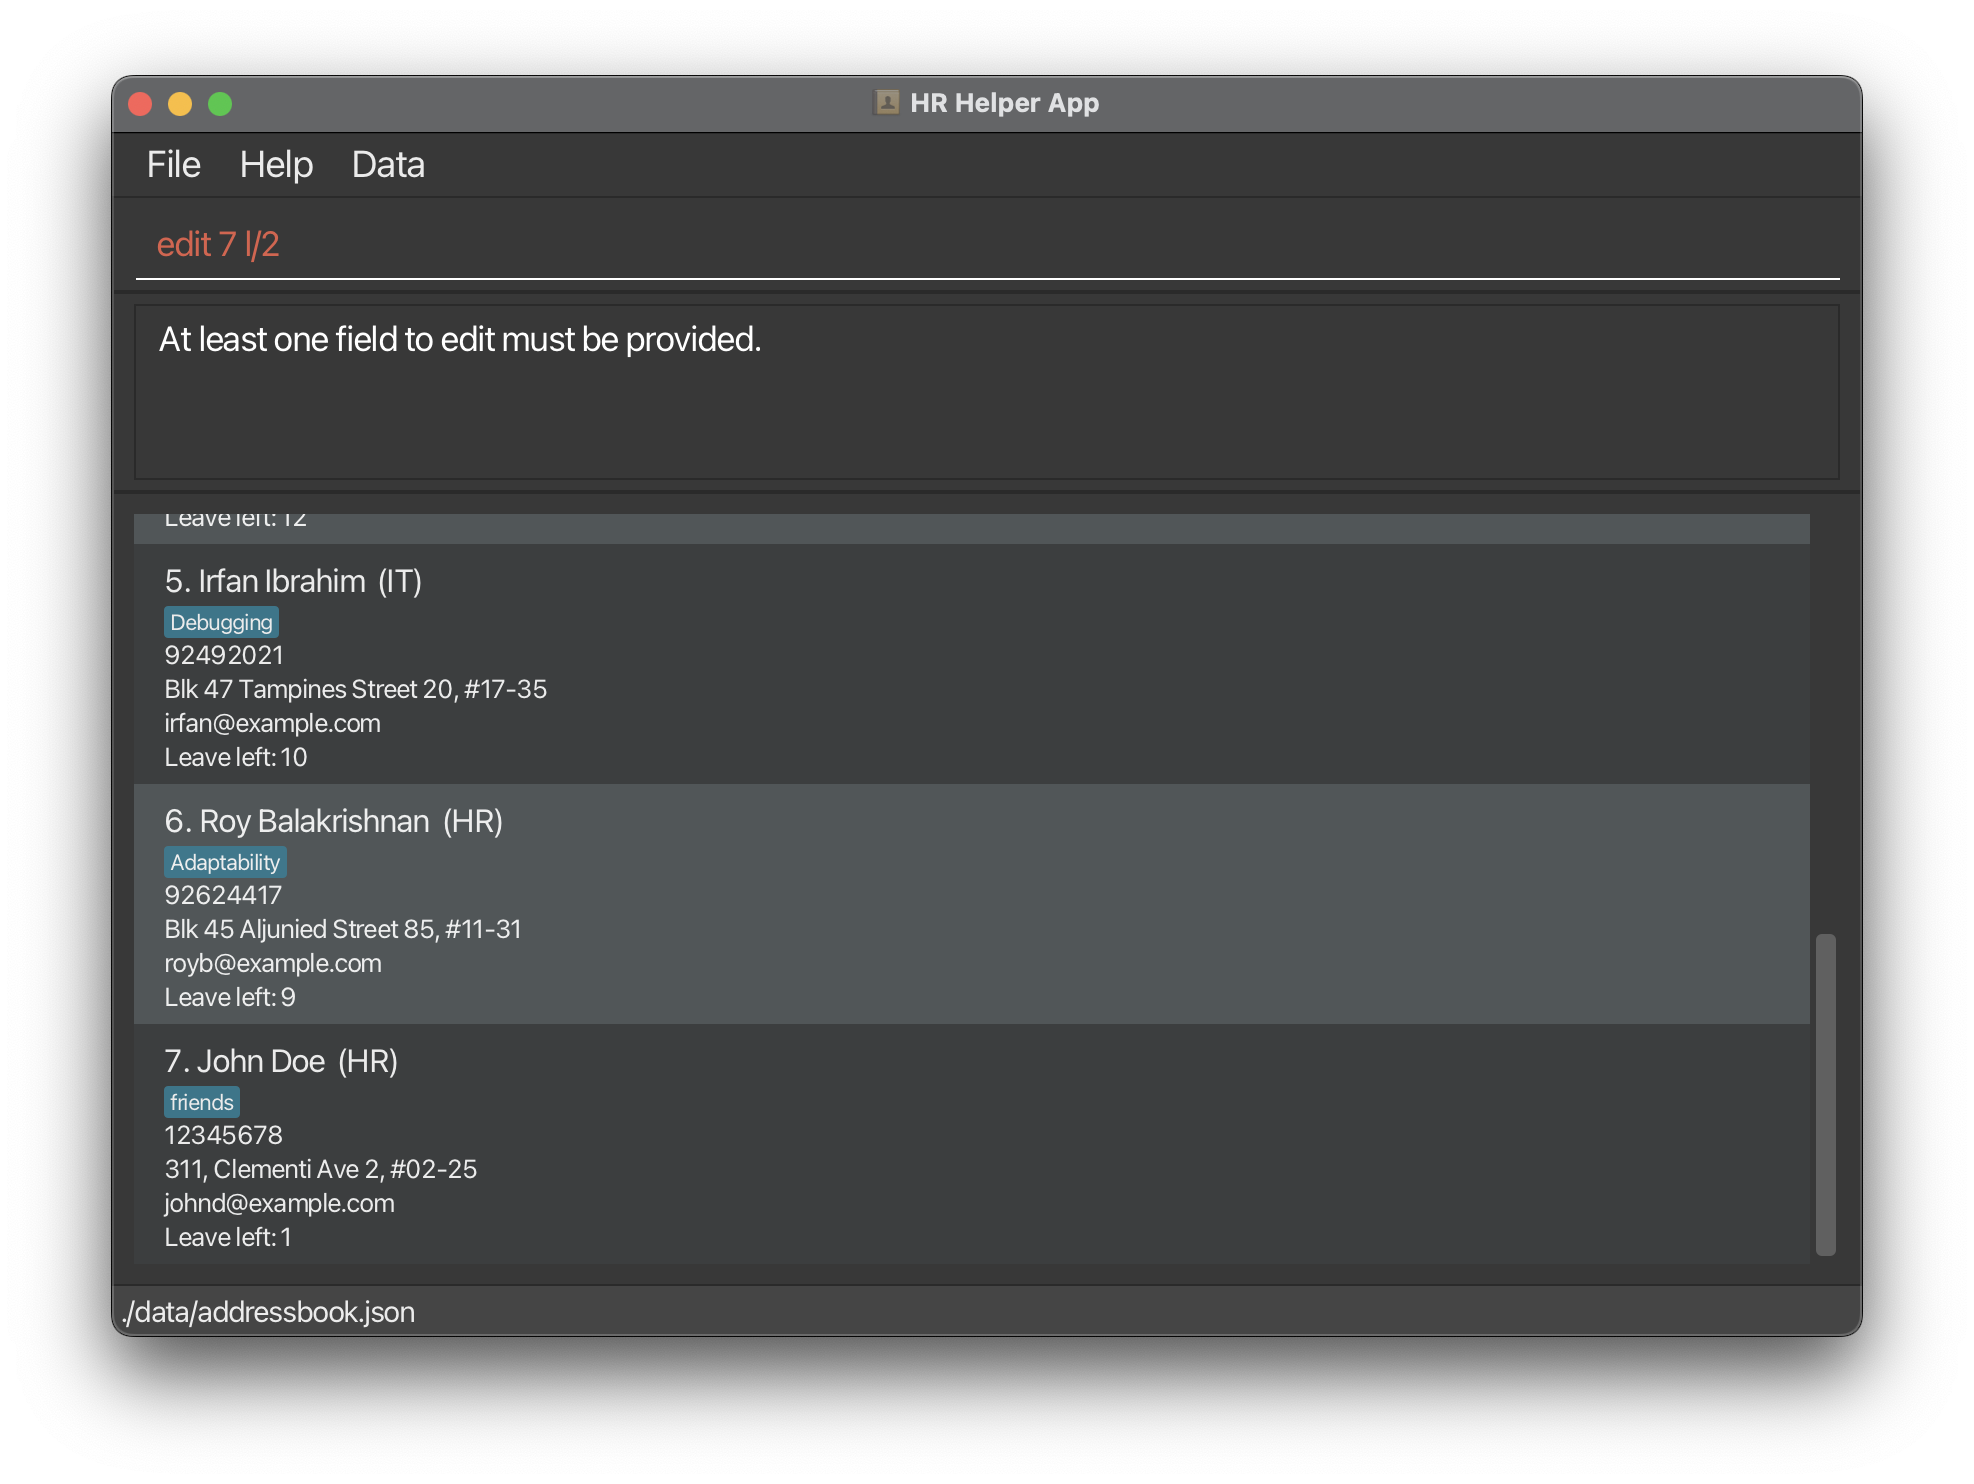 HR Helper App
File Help Data
edit 7 l/2
At least one field to edit must be provided.
Leave left: 12
5. Irfan Ibrahim (IT)
Debugging
92492021
Blk 47 Tampines Street 20, #17-35
irfan@example.com
Leave left: 10
6. Roy Balakrishnan (HR)
Adaptability
92624417
Blk 45 Aljunied Street 85, #11-31
royb@example.com
Leave left: 9
7. John Doe (HR)
friends
12345678
311, Clementi Ave 2, #02-25
johnd@example.com
Leave left: 1
./data/addressbook.json